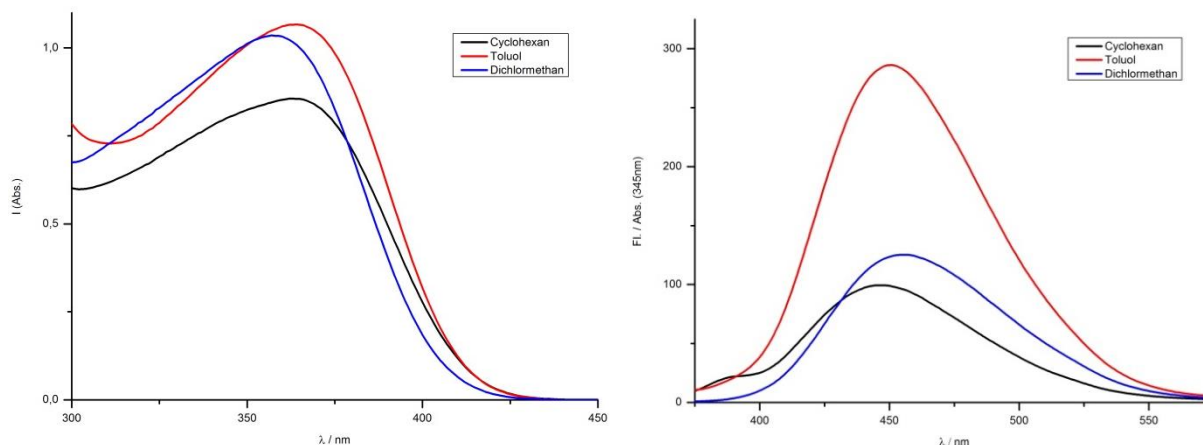 1,0
0,5
0,0
I (Abs.)
Cyclohexan
Toluol
Dichlormethan
300
350
400
450
λ / nm
300
200
100
0
Fl. / Abs. (345nm)
Cyclohexan
Toluol
Dichlormethan
400
450
500
550
λ / nm